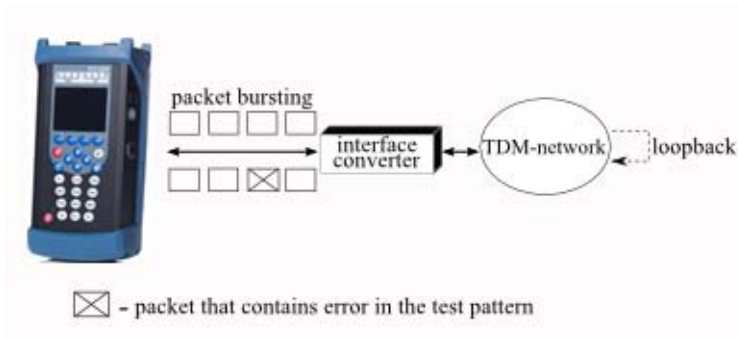 packet bursting
interface
converter
TDM-network
loopback
– packet that contains error in the test pattern